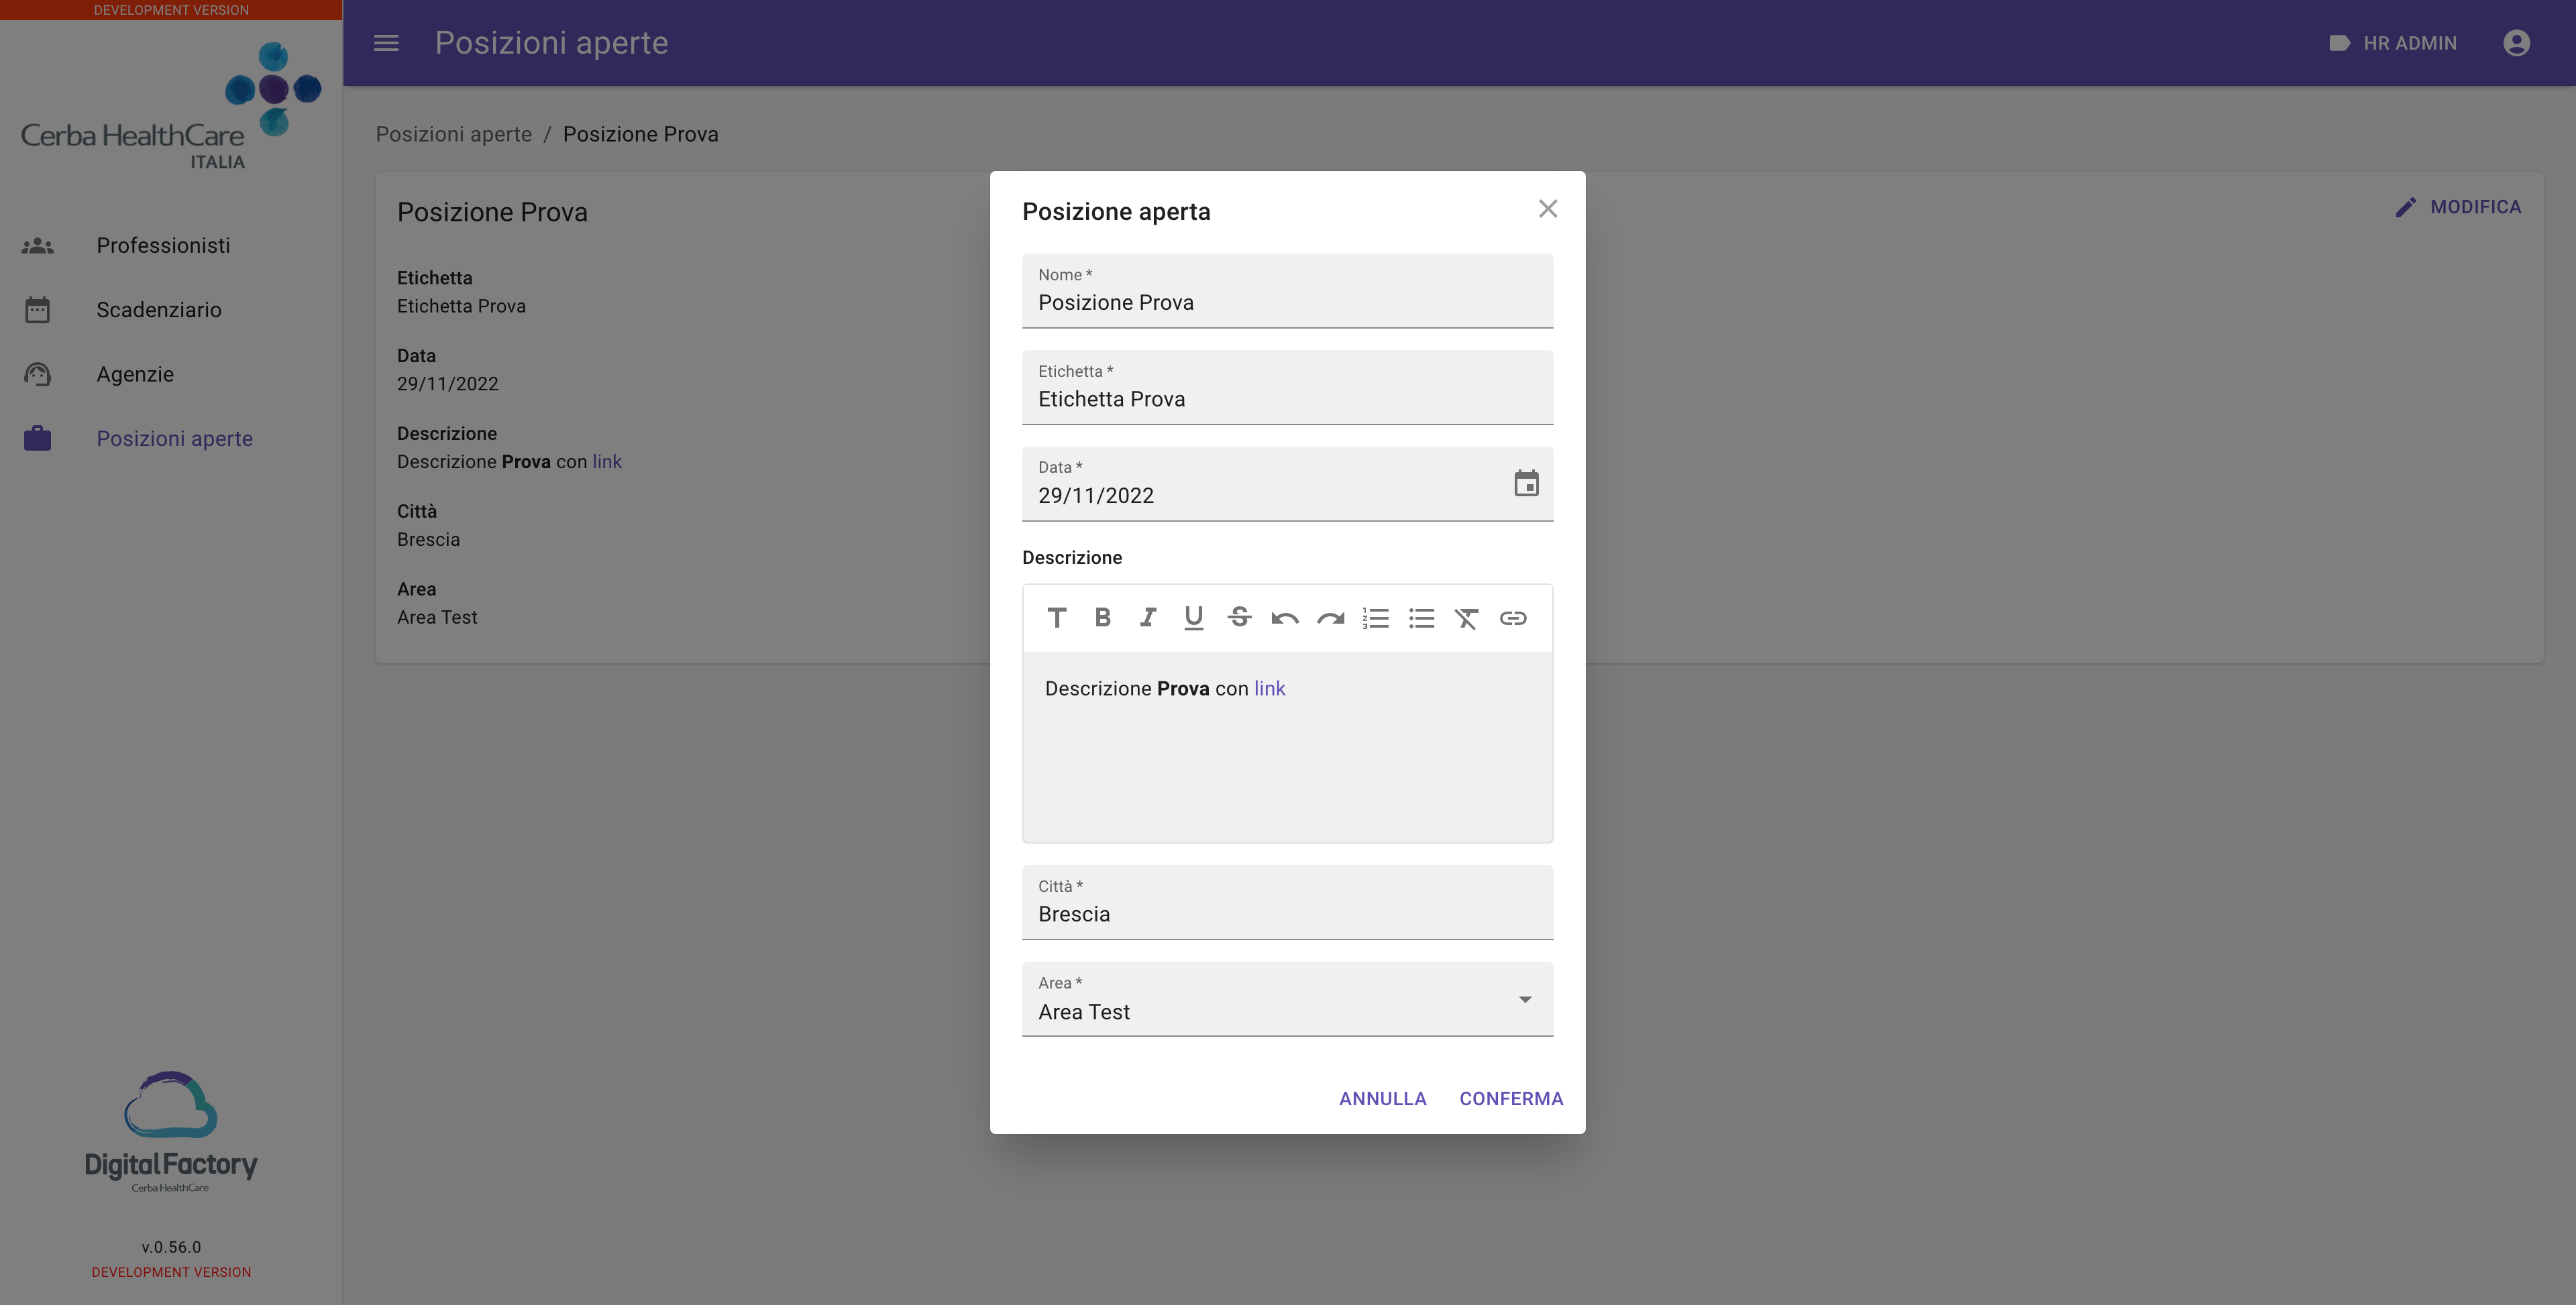 DEVELOPMENT VERSION
Cerba HealthCare
ITALIA
Professionisti
Scadenziario
Agenzie
Posizioni aperte
DigitalFactory
Cerba HealthCare
v.0.56.0
DEVELOPMENT VERSION
Posizioni aperte
HR ADMIN
Posizioni aperte / Posizione Prova
Posizione Prova
MODIFICA
Etichetta
Etichetta Prova
Data
29/11/2022
Descrizione
Descrizione Prova con link
Città
Brescia
Area
Area Test
Posizione aperta
Nome *
Posizione Prova
Etichetta *
Etichetta Prova
Data *
29/11/2022
Descrizione
Descrizione Prova con link
Città *
Brescia
Area *
Area Test
ANNULLA CONFERMA